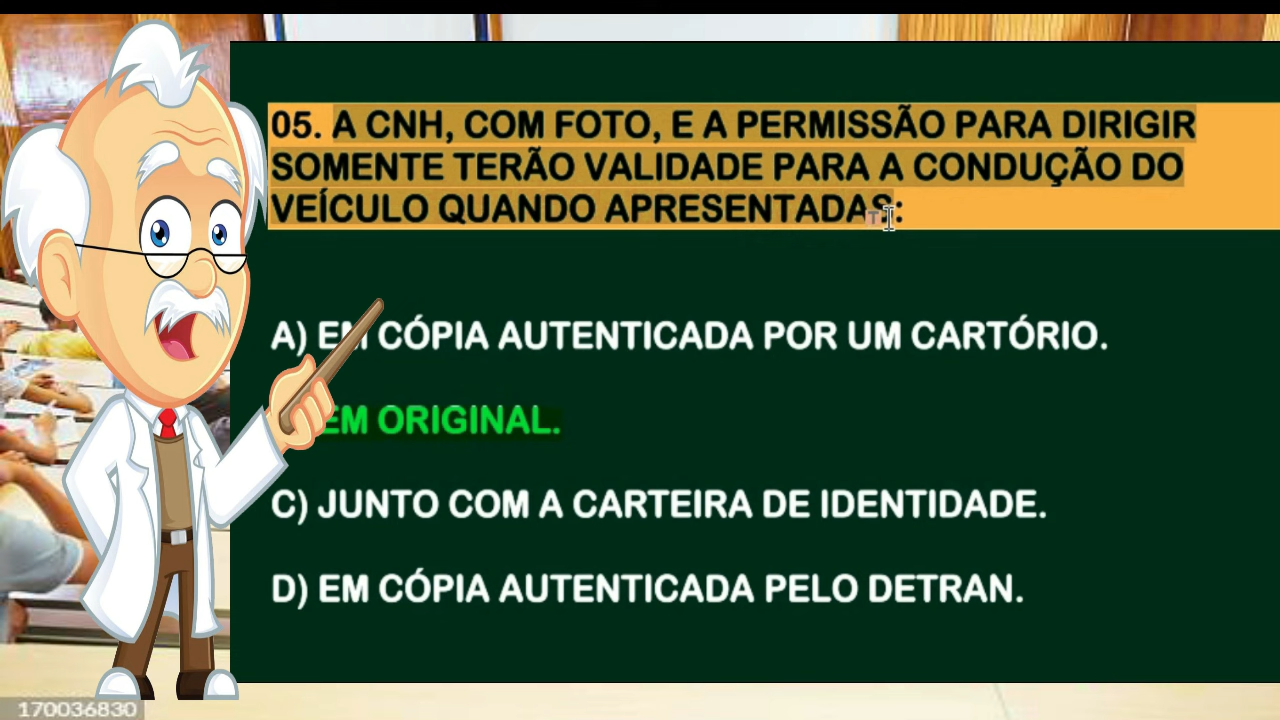 05. A CNH, COM FOTO, E A PERMISSÃO PARA DIRIGIR
SOMENTE TERÃO VALIDADE PARA A CONDUÇÃO DO
VEÍCULO QUANDO APRESENTADAS:
A) EM CÓPIA AUTENTICADA POR UM CARTÓRIO.
EM ORIGINAL.
C) JUNTO COM A CARTEIRA DE IDENTIDADE.
D) EM CÓPIA AUTENTICADA PELO DETRAN.
170036830